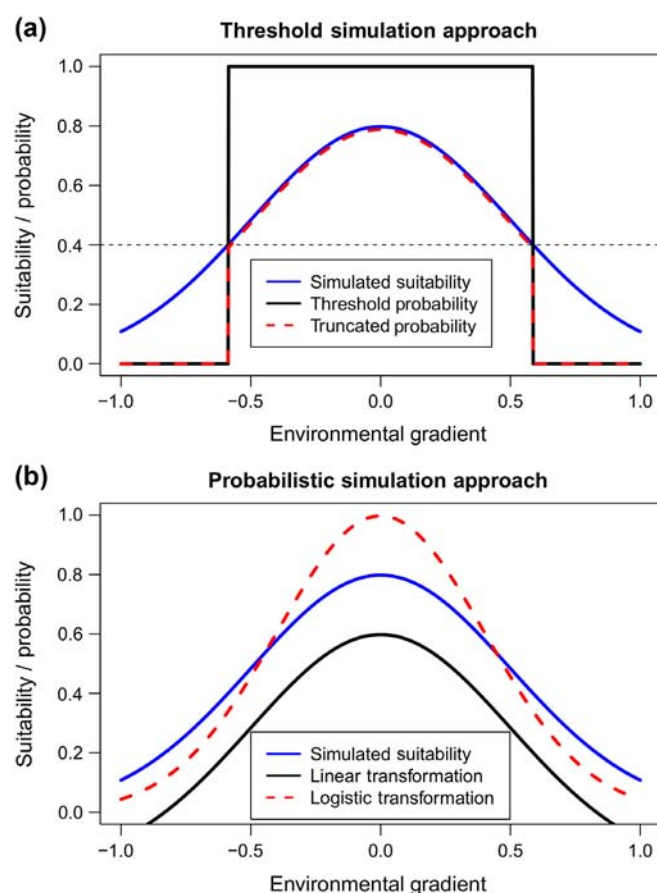 (a)
Threshold simulation approach
1.0
0.8
0.6
0.4
0.2
0.0
Suitability / probability
Simulated suitability
Threshold probability
Truncated probability
−1.0 −0.5 0.0 0.5 1.0
Environmental gradient
(b)
Probabilistic simulation approach
1.0
0.8
0.6
0.4
0.2
0.0
Suitability / probability
Simulated suitability
Linear transformation
Logistic transformation
−1.0 −0.5 0.0 0.5 1.0
Environmental gradient